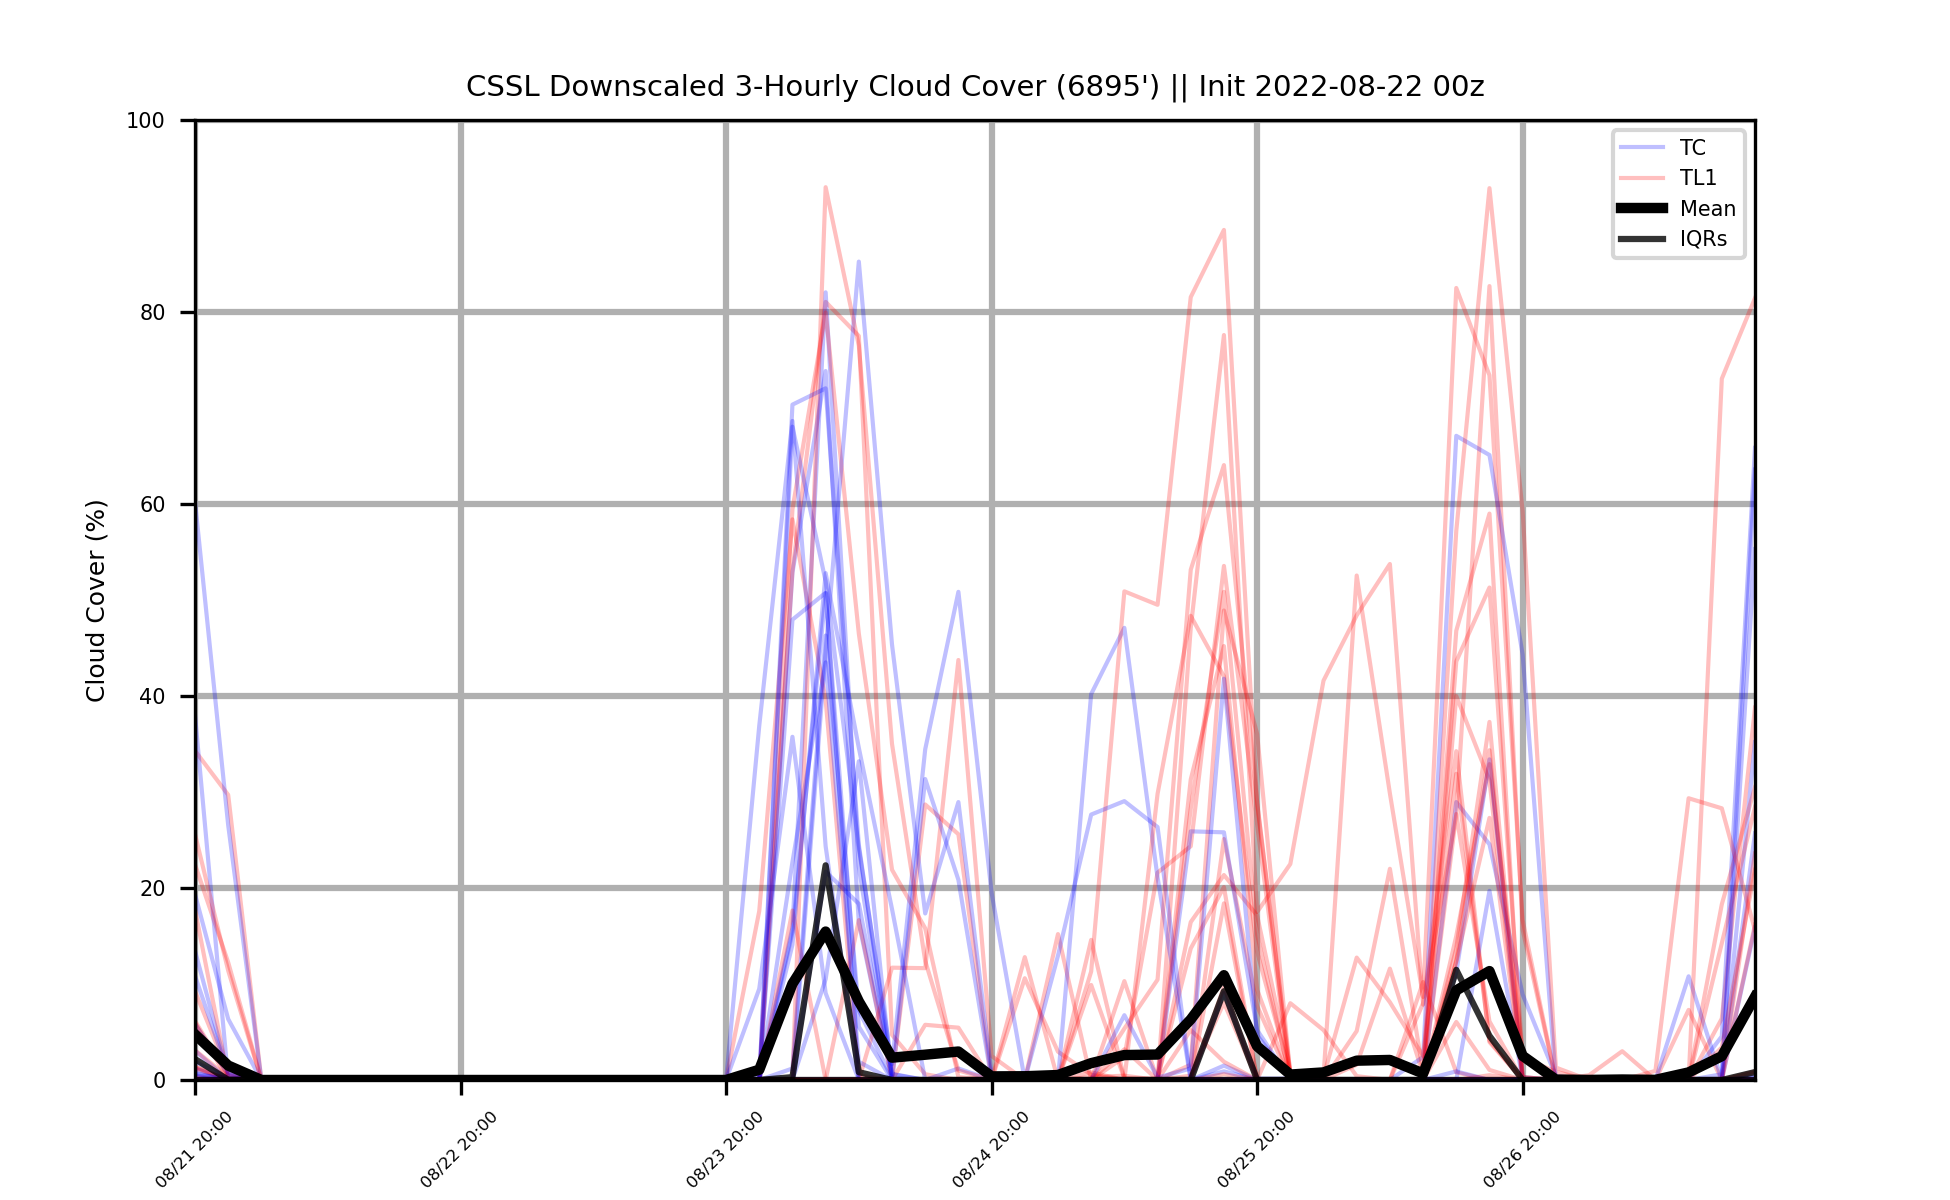 CSSL Downscaled 3-Hourly Cloud Cover (6895') || Init 2022-08-22 00z
100
80
60
40
20
0
Cloud Cover (%)
TC
TL1
Mean
IQRs
08/21 20:00
08/22 20:00
08/23 20:00
08/24 20:00
08/25 20:00
08/26 20:00